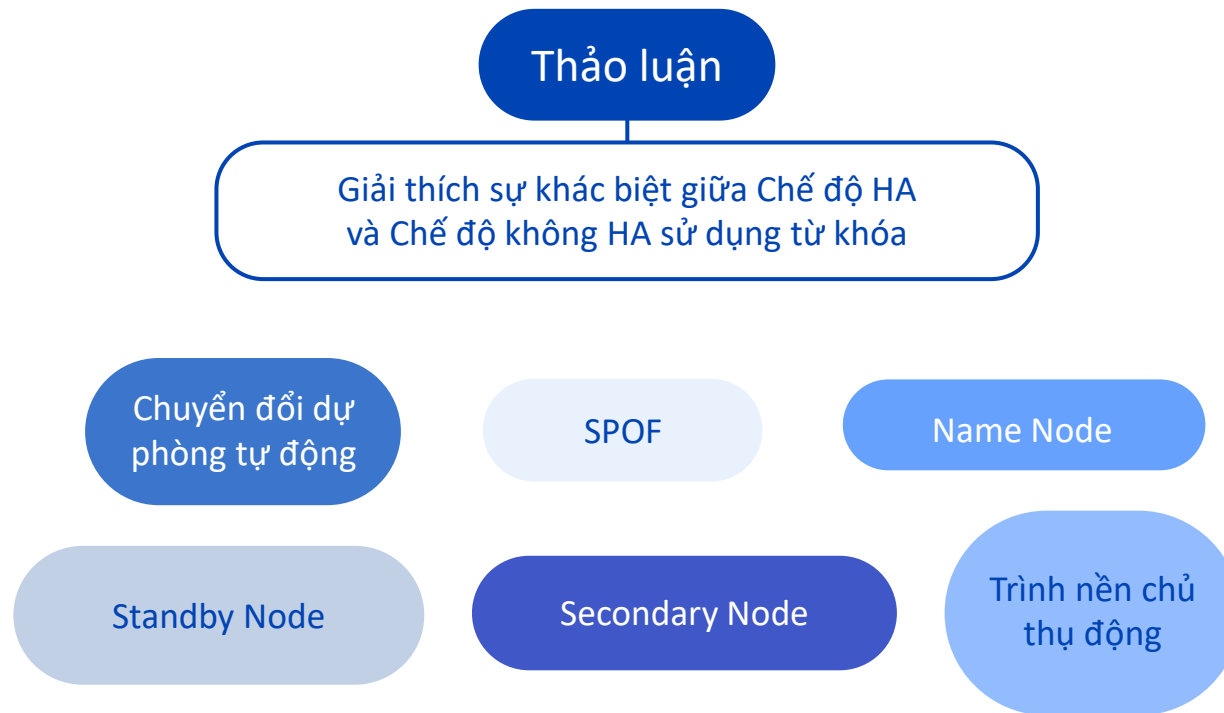 Thảo luận
Giải thích sự khác biệt giữa Chế độ HA
và Chế độ không HA sử dụng từ khóa
Chuyển đổi dự
phòng tự động
SPOF
Name Node
Standby Node
Secondary Node
Trình nền chủ
thụ động